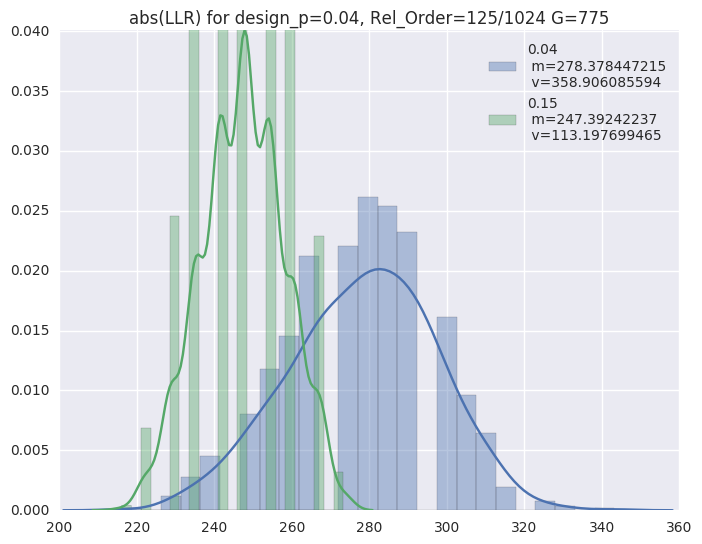 abs(LLR) for design_p=0.04, Rel_Order=125/1024 G=775
0.040
0.035
0.030
0.025
0.020
0.015
0.010
0.005
0.000
200 220 240 260 280 300 320 340 360
0.04
m=278.378447215
v=358.906085594
0.15
m=247.39242237
v=113.197699465